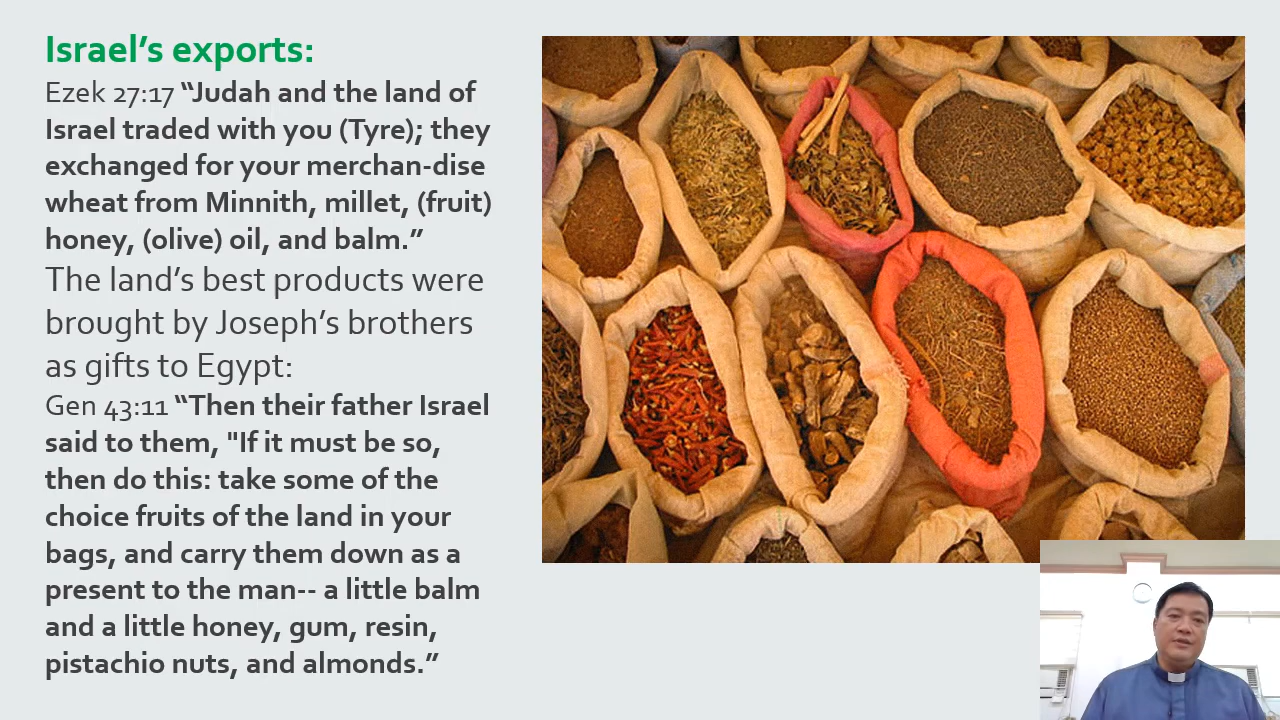 Israel’s exports:
Ezek 27:17 “Judah and the land of
Israel traded with you (Tyre); they
exchanged for your merchan-dise
wheat from Minnith, millet, (fruit)
honey, (olive) oil, and balm.”
The land’s best products were
brought by Joseph’s brothers
as gifts to Egypt:
Gen 43:11 “Then their father Israel
said to them, "If it must be so,
then do this: take some of the
choice fruits of the land in your
bags, and carry them down as a
present to the man-- a little balm
and a little honey, gum, resin,
pistachio nuts, and almonds.”